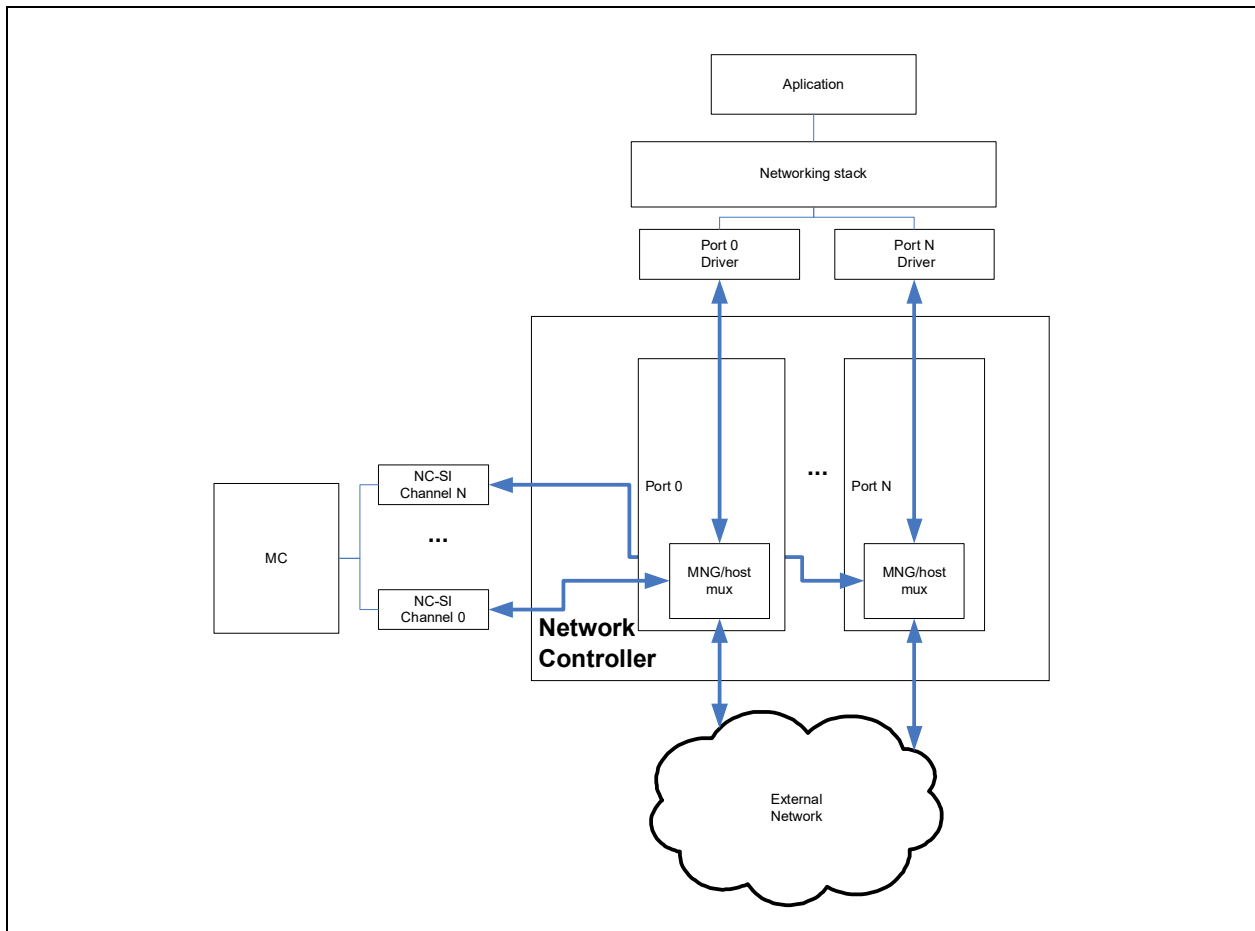 Aplication
Networking stack
Port 0
Driver
Port N
Driver
...
Port 0
Port N
NC-SI
Channel N
...
MC
MNG/host
mux
MNG/host
mux
NC-SI
Channel 0
Network
Controller
External
Network